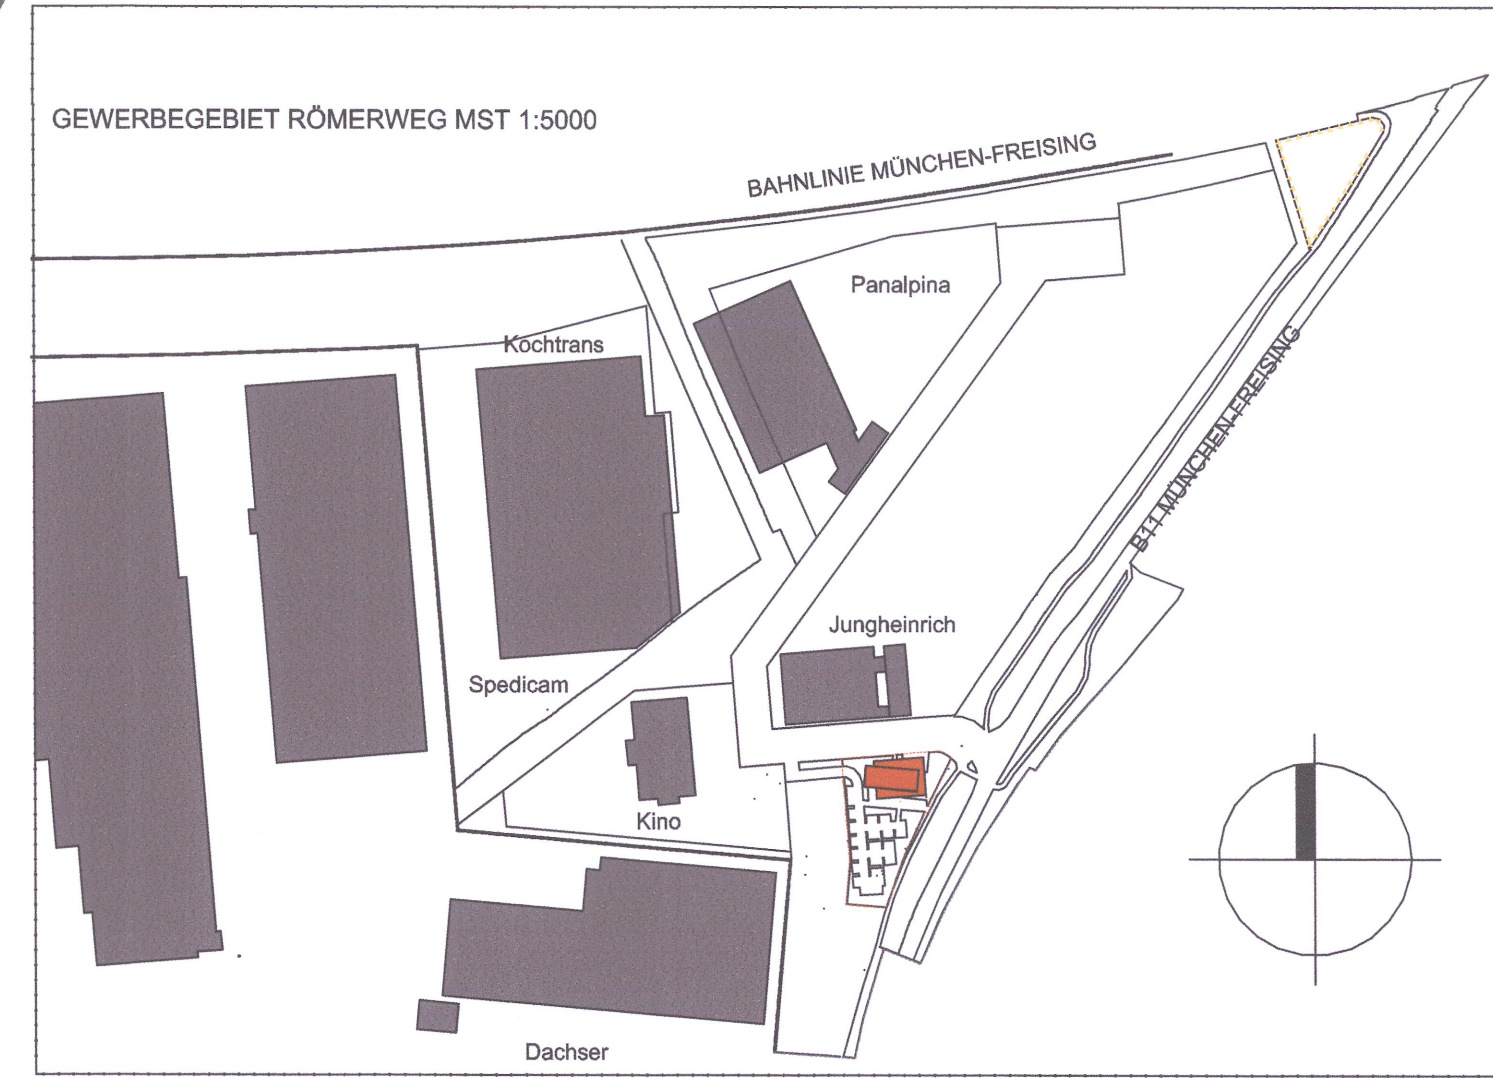 GEWERBEGEBIET RÖMERWEG MST 1:5000
BAHNLINIE MÜNCHEN-FREISING
Panalpina
Kochtrans
B11 MÜNCHEN-FREISING
Jungheinrich
Spedicam
Kino
Dachser